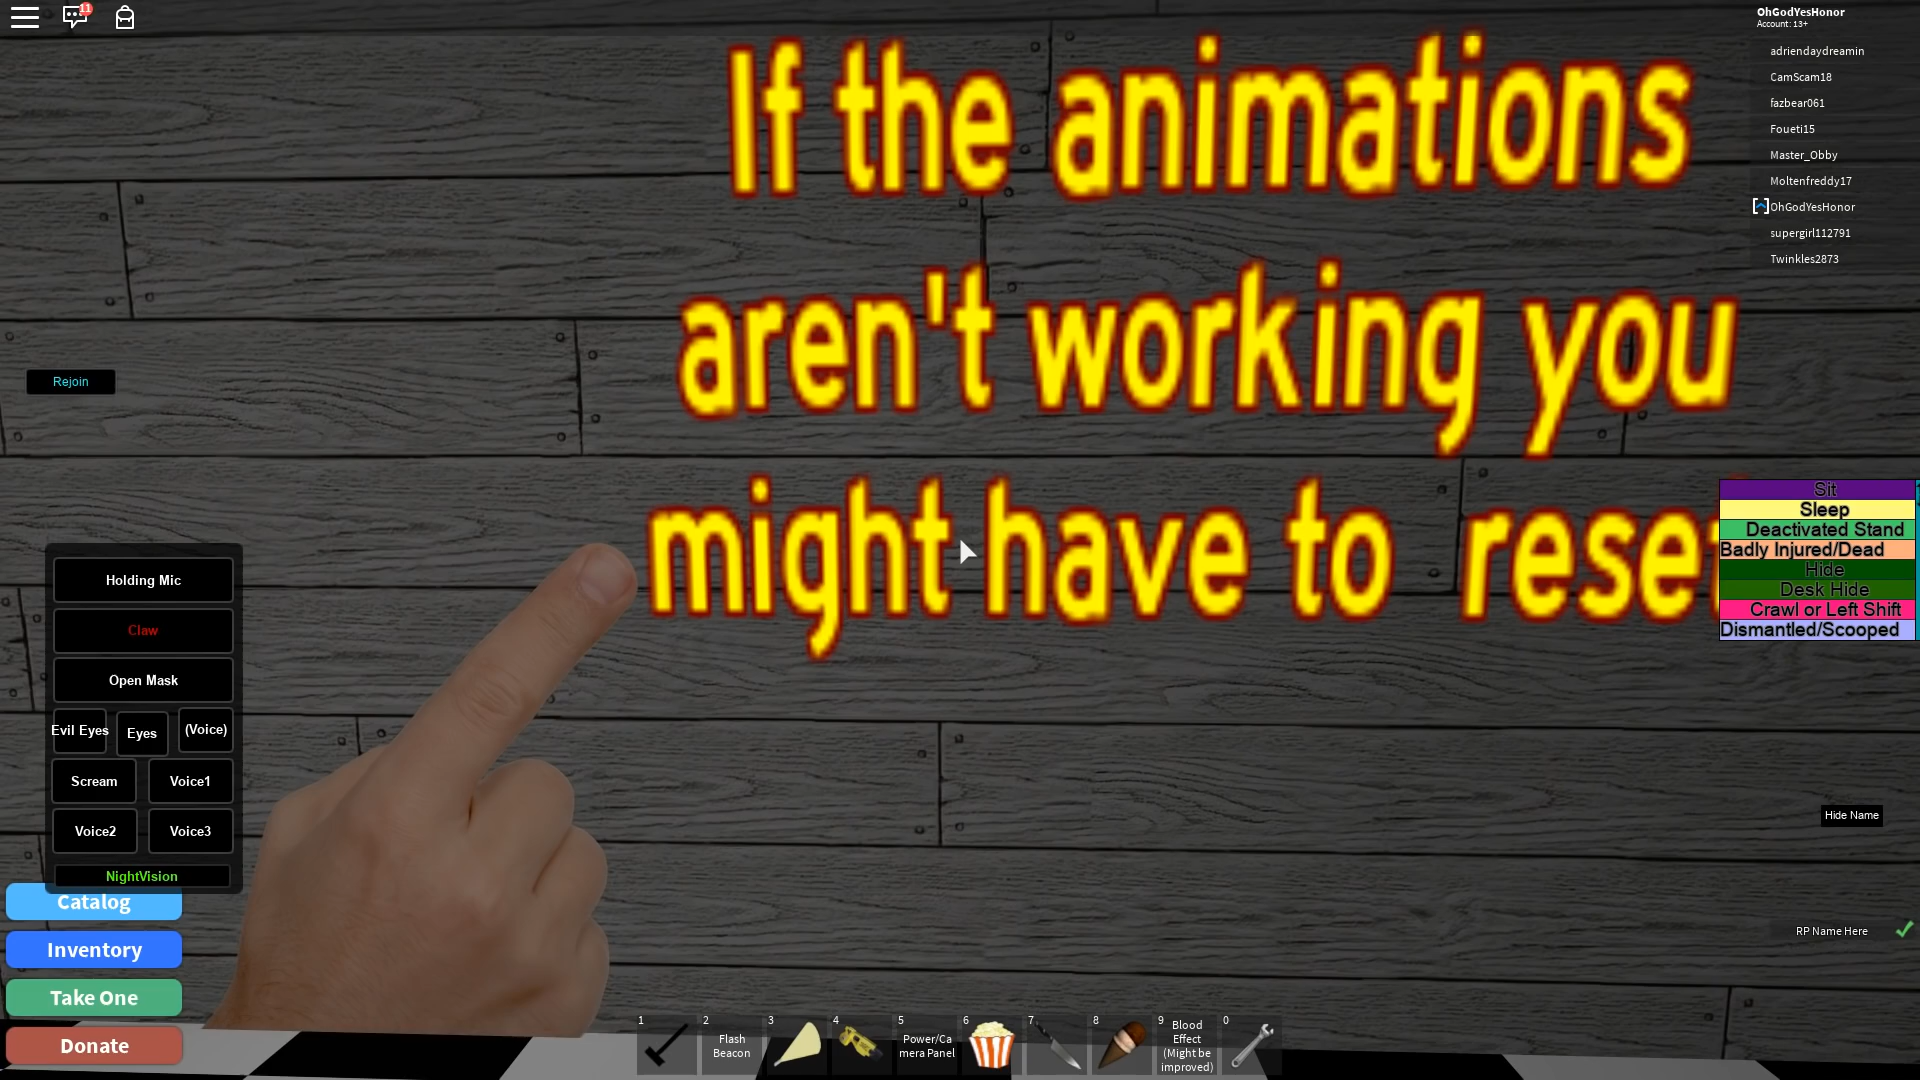 11
OhGodYesHonor
Account: 13+
adriendaydreamin
CamScam18
fazbear061
Foueti15
Master_Obby
Moltenfreddy17
OhGodYesHonor
supergirl112791
Twinkles2873
If the animations
aren't working you
might have to rese
Rejoin
Sit
Sleep
Deactivated Stand
Badly Injured/Dead
Hide
Desk Hide
Crawl or Left Shift
Dismantled/Scooped
Holding Mic
Claw
Open Mask
Evil Eyes
Eyes
(Voice)
Scream
Voice1
Voice2
Voice3
NightVision
Catalog
Inventory
Take One
Donate
Hide Name
RP Name Here
1
2
Flash
Beacon
3
4
5
Power/Ca
mera Panel
6
7
8
9
Blood
Effect
(Might be
improved)
0